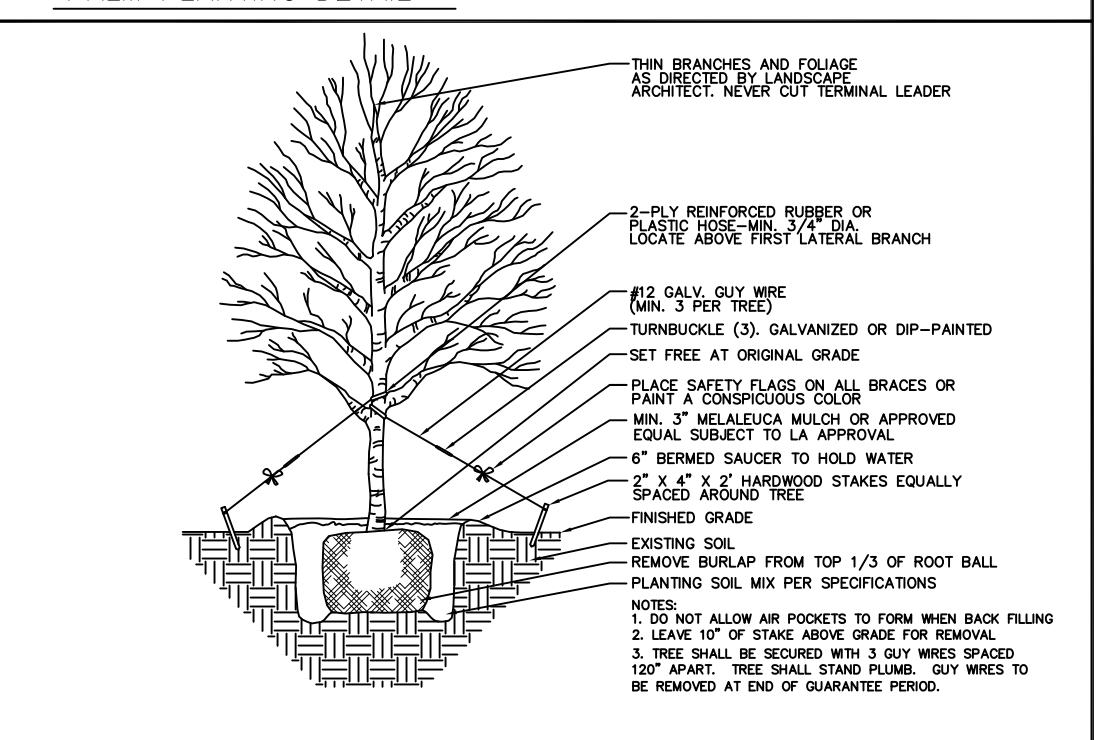 THIN BRANCHES AND FOLIAGE
AS DIRECTED BY LANDSCAPE
ARCHITECT. NEVER CUT TERMINAL LEADER
2-PLY REINFORCED RUBBER OR
PLASTIC HOSE-MIN. 3/4" DIA.
LOCATE ABOVE FIRST LATERAL BRANCH
#12 GALV. GUY WIRE
(MIN. 3 PER TREE)
TURNBUCKLE (3). GALVANIZED OR DIP-PAINTED
SET FREE AT ORIGINAL GRADE
PLACE SAFETY FLAGS ON ALL BRACES OR
PAINT A CONSPICUOUS COLOR
MIN. 3" MELALEUCA MULCH OR APPROVED
EQUAL SUBJECT TO LA APPROVAL
6" BERMED SAUCER TO HOLD WATER
2" X 4" X 2' HARDWOOD STAKES EQUALLY
SPACED AROUND TREE
FINISHED GRADE
EXISTING SOIL
REMOVE BURLAP FROM TOP 1/3 OF ROOT BALL
PLANTING SOIL MIX PER SPECIFICATIONS
NOTES:
1. DO NOT ALLOW AIR POCKETS TO FORM WHEN BACK FILLING
2. LEAVE 10" OF STAKE ABOVE GRADE FOR REMOVAL
3. TREE SHALL BE SECURED WITH 3 GUY WIRES SPACED
120" APART. TREE SHALL STAND PLUMB. GUY WIRES TO
BE REMOVED AT END OF GUARANTEE PERIOD.